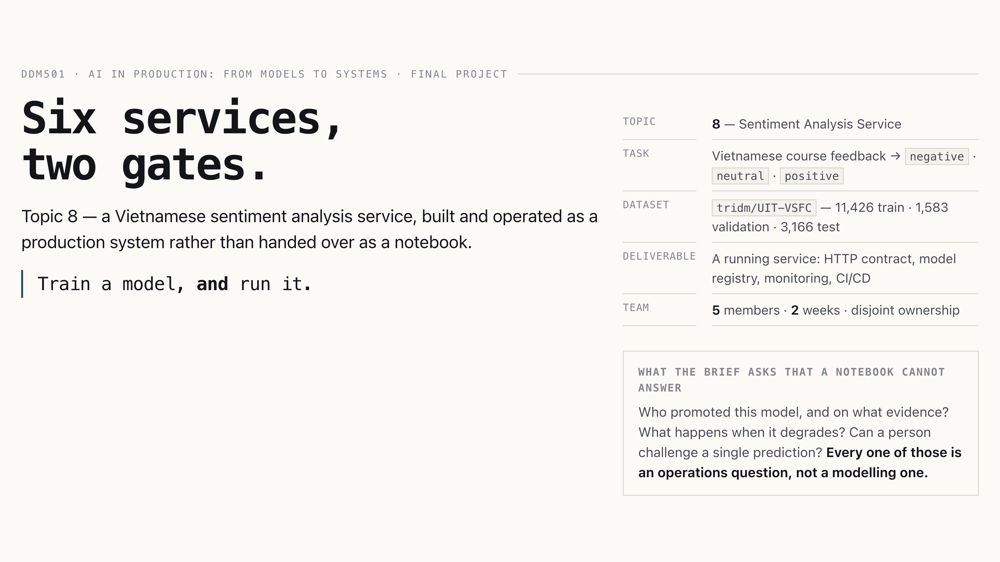 DDM501 · AI IN PRODUCTION: FROM MODELS TO SYSTEMS · FINAL PROJECT
Six services,
two gates.
Topic 8 — a Vietnamese sentiment analysis service, built and operated as a
production system rather than handed over as a notebook.
Train a model, and run it.
TOPIC
8 — Sentiment Analysis Service
TASK
Vietnamese course feedback → negative ·
neutral · positive
DATASET
tridm/UIT-VSFC — 11,426 train · 1,583
validation · 3,166 test
DELIVERABLE
A running service: HTTP contract, model
registry, monitoring, CI/CD
TEAM
5 members · 2 weeks · disjoint ownership
WHAT THE BRIEF ASKS THAT A NOTEBOOK CANNOT
ANSWER
Who promoted this model, and on what evidence?
What happens when it degrades? Can a person
challenge a single prediction? Every one of those is
an operations question, not a modelling one.